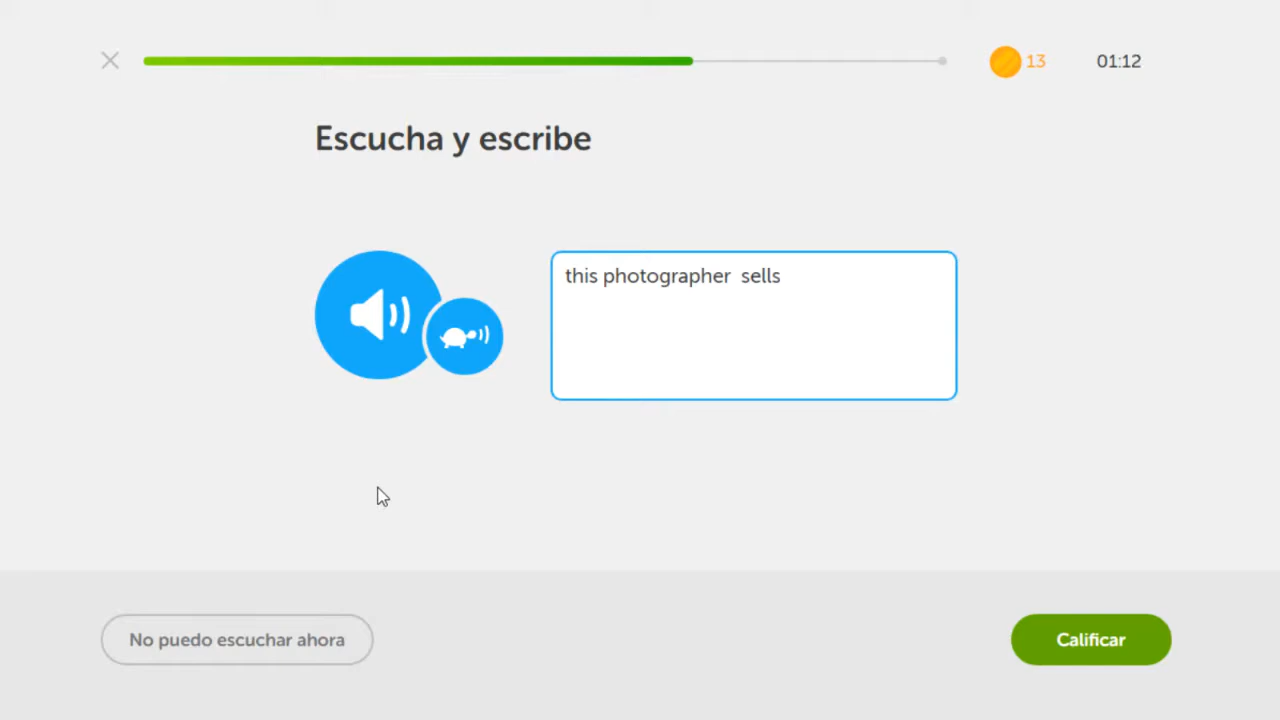 13
01:12
Escucha y escribe
this photographer  sells
No puedo escuchar ahora
Calificar